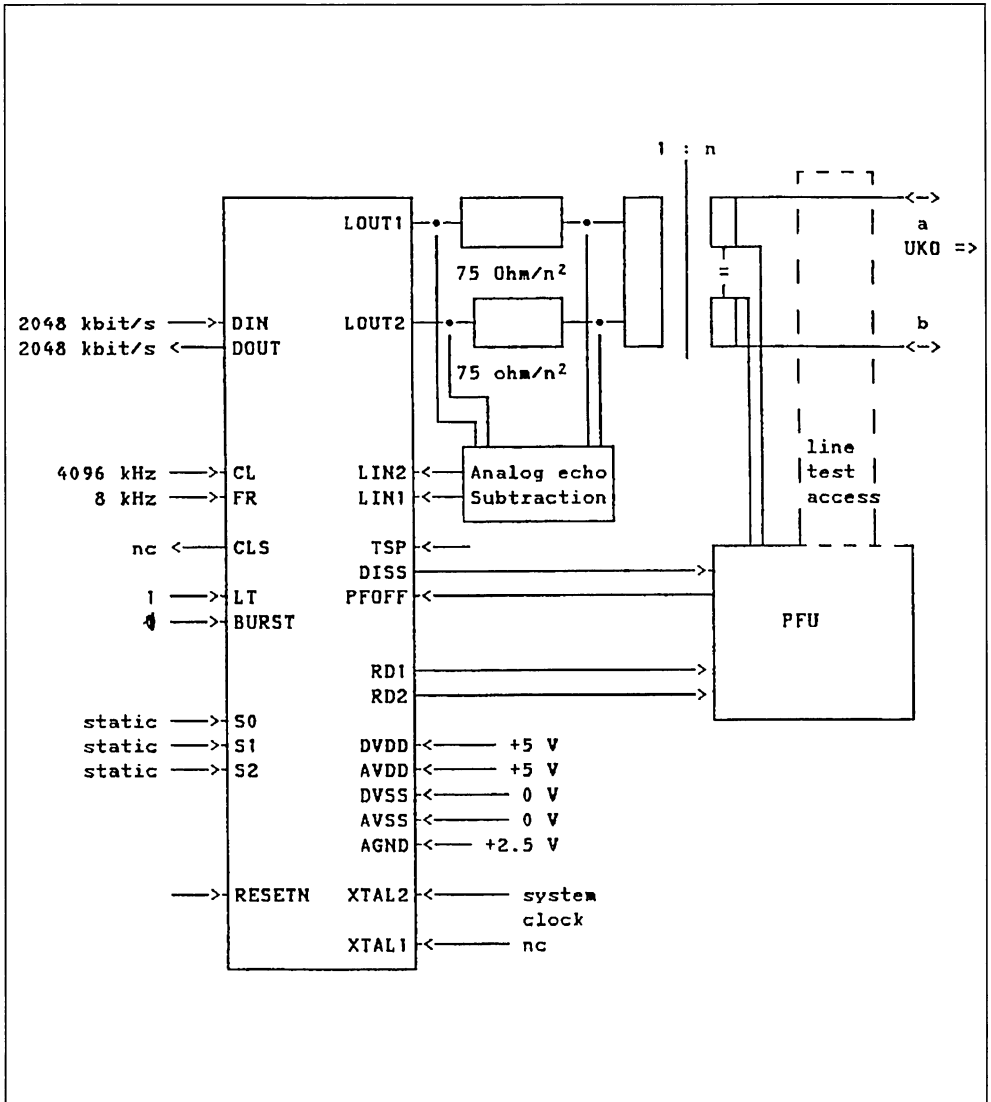 1 : n
LOUT1
<->
a
UKO =>
75 Ohm/n²
=
2048 kbit/s DIN
LOUT2
2048 kbit/s DOUT
b
<->
75 ohm/n²
line
test
access
4096 kHz CL
LIN2
Analog echo
8 kHz FR
LIN1
Subtraction
nc CLS
TSP
DISS
1 LT
PFOFF
BURST
PFU
RD1
RD2
static S0
static S1
static S2
DVDD +5 V
AVDD +5 V
DVSS 0 V
AVSS 0 V
AGND +2.5 V
RESETN
XTAL2 system
clock
XTAL1 nc